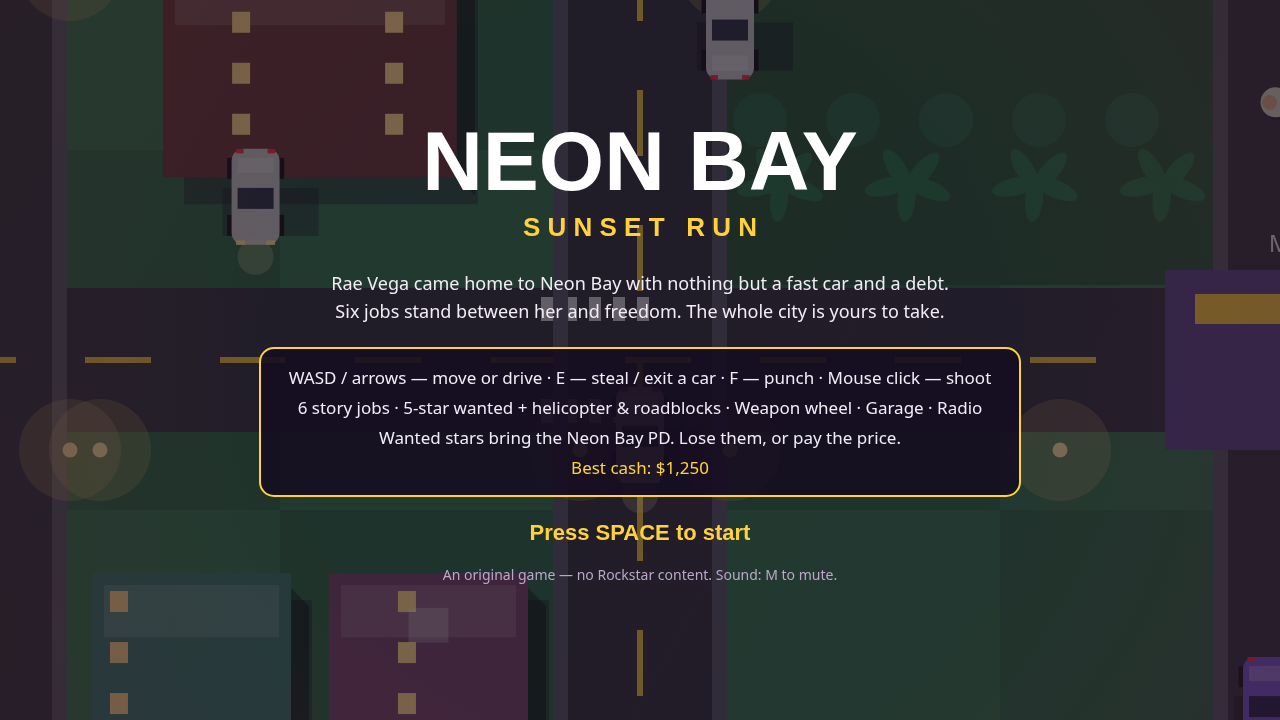 NEON BAY
SUNSET RUN
Rae Vega came home to Neon Bay with nothing but a fast car and a debt.
Six jobs stand between her and freedom. The whole city is yours to take.
WASD / arrows — move or drive · E — steal / exit a car · F — punch · Mouse click — shoot
6 story jobs · 5-star wanted + helicopter & roadblocks · Weapon wheel · Garage · Radio
Wanted stars bring the Neon Bay PD. Lose them, or pay the price.
Best cash: $1,250
Press SPACE to start
An original game — no Rockstar content. Sound: M to mute.